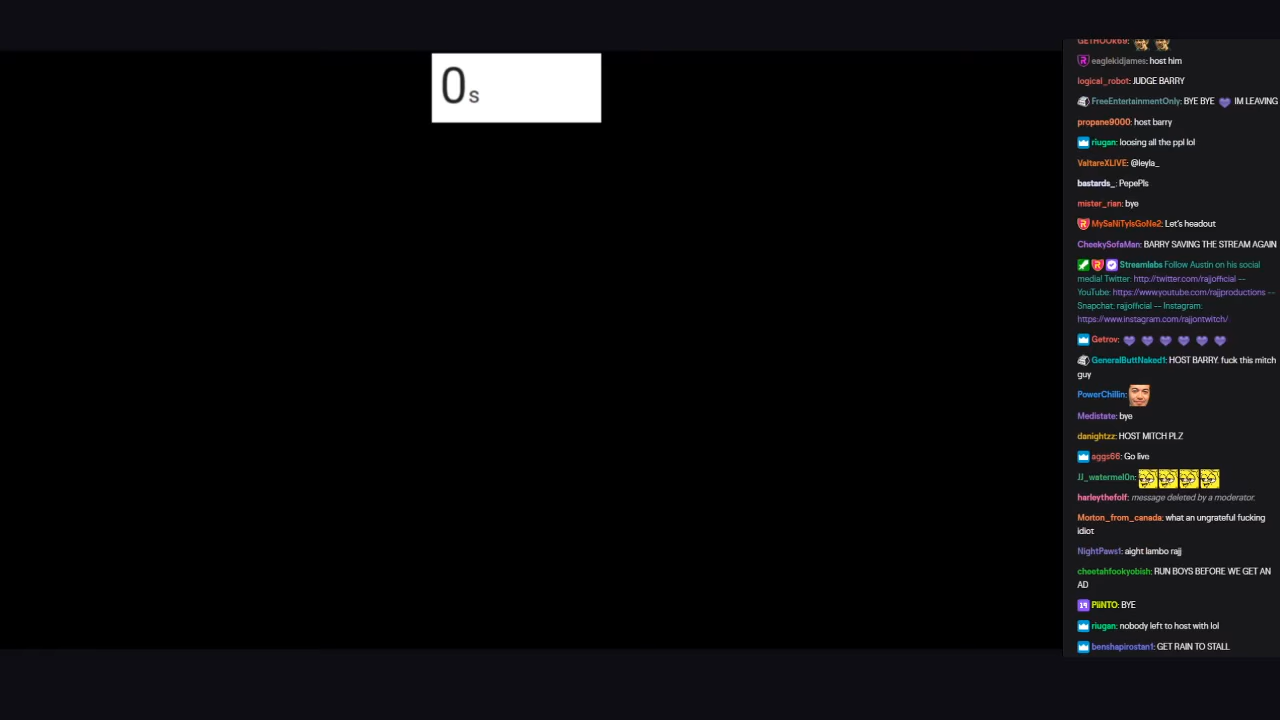 0s
GETHOOK69:
eaglekidjames: host him
logical_robot: JUDGE BARRY
FreeEntertainmentOnly: BYE BYE IM LEAVING
propane9000: host barry
riugan: loosing all the ppl lol
ValtareXLIVE: @leyla_
bastards_: PepePls
mister_rian: bye
MySaNiTyIsGoNe2: Let's headout
CheekySofaMan: BARRY SAVING THE STREAM AGAIN
Streamlabs Follow Austin on his social
media! Twitter: http://twitter.com/rajjofficial --
YouTube: https://www.youtube.com/rajjproductions --
Snapchat: rajjofficial -- Instagram:
https://www.instagram.com/rajjontwitch/
Getrov:
GeneralButtNaked1: HOST BARRY. fuck this mitch
guy
PowerChillin:
Medistate: bye
danightzz: HOST MITCH PLZ
aggs66: Go live
JJ_watermel0n:
harleythefolf: message deleted by a moderator.
Morton_from_canada: what an ungrateful fucking
idiot
NightPaws1: aight lambo rajj
cheetahfookyobish: RUN BOYS BEFORE WE GET AN
AD
19 PiiNTO: BYE
riugan: nobody left to host with lol
benshapirostan1: GET RAIN TO STALL